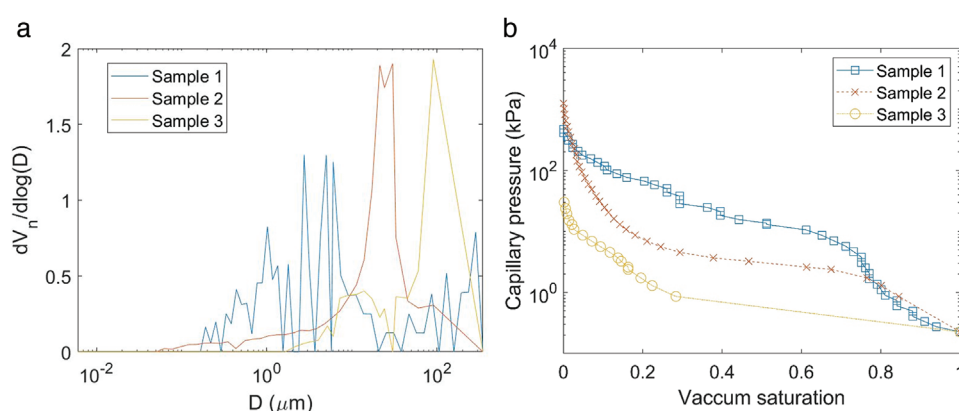 a
2
1.5
1
0.5
0
dVn/dlog(D)
Sample 1
Sample 2
Sample 3
10^-2
10^0
10^2
D (μm)
b
10^4
10^2
10^0
Capillary pressure (kPa)
Sample 1
Sample 2
Sample 3
0
0.2
0.4
0.6
0.8
1
Vaccum saturation